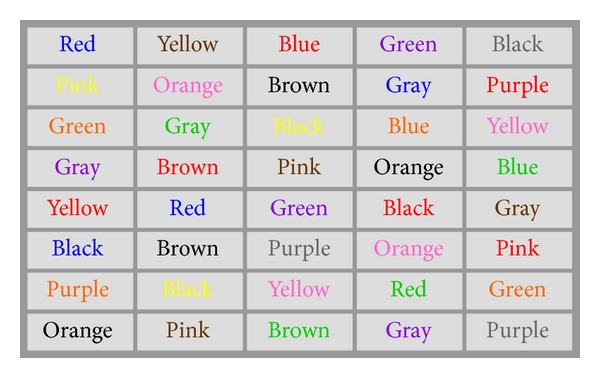 Red Yellow Blue Green Black
Pink Orange Brown Gray Purple
Green Gray Black Blue Yellow
Gray Brown Pink Orange Blue
Yellow Red Green Black Gray
Black Brown Purple Orange Pink
Purple Black Yellow Red Green
Orange Pink Brown Gray Purple